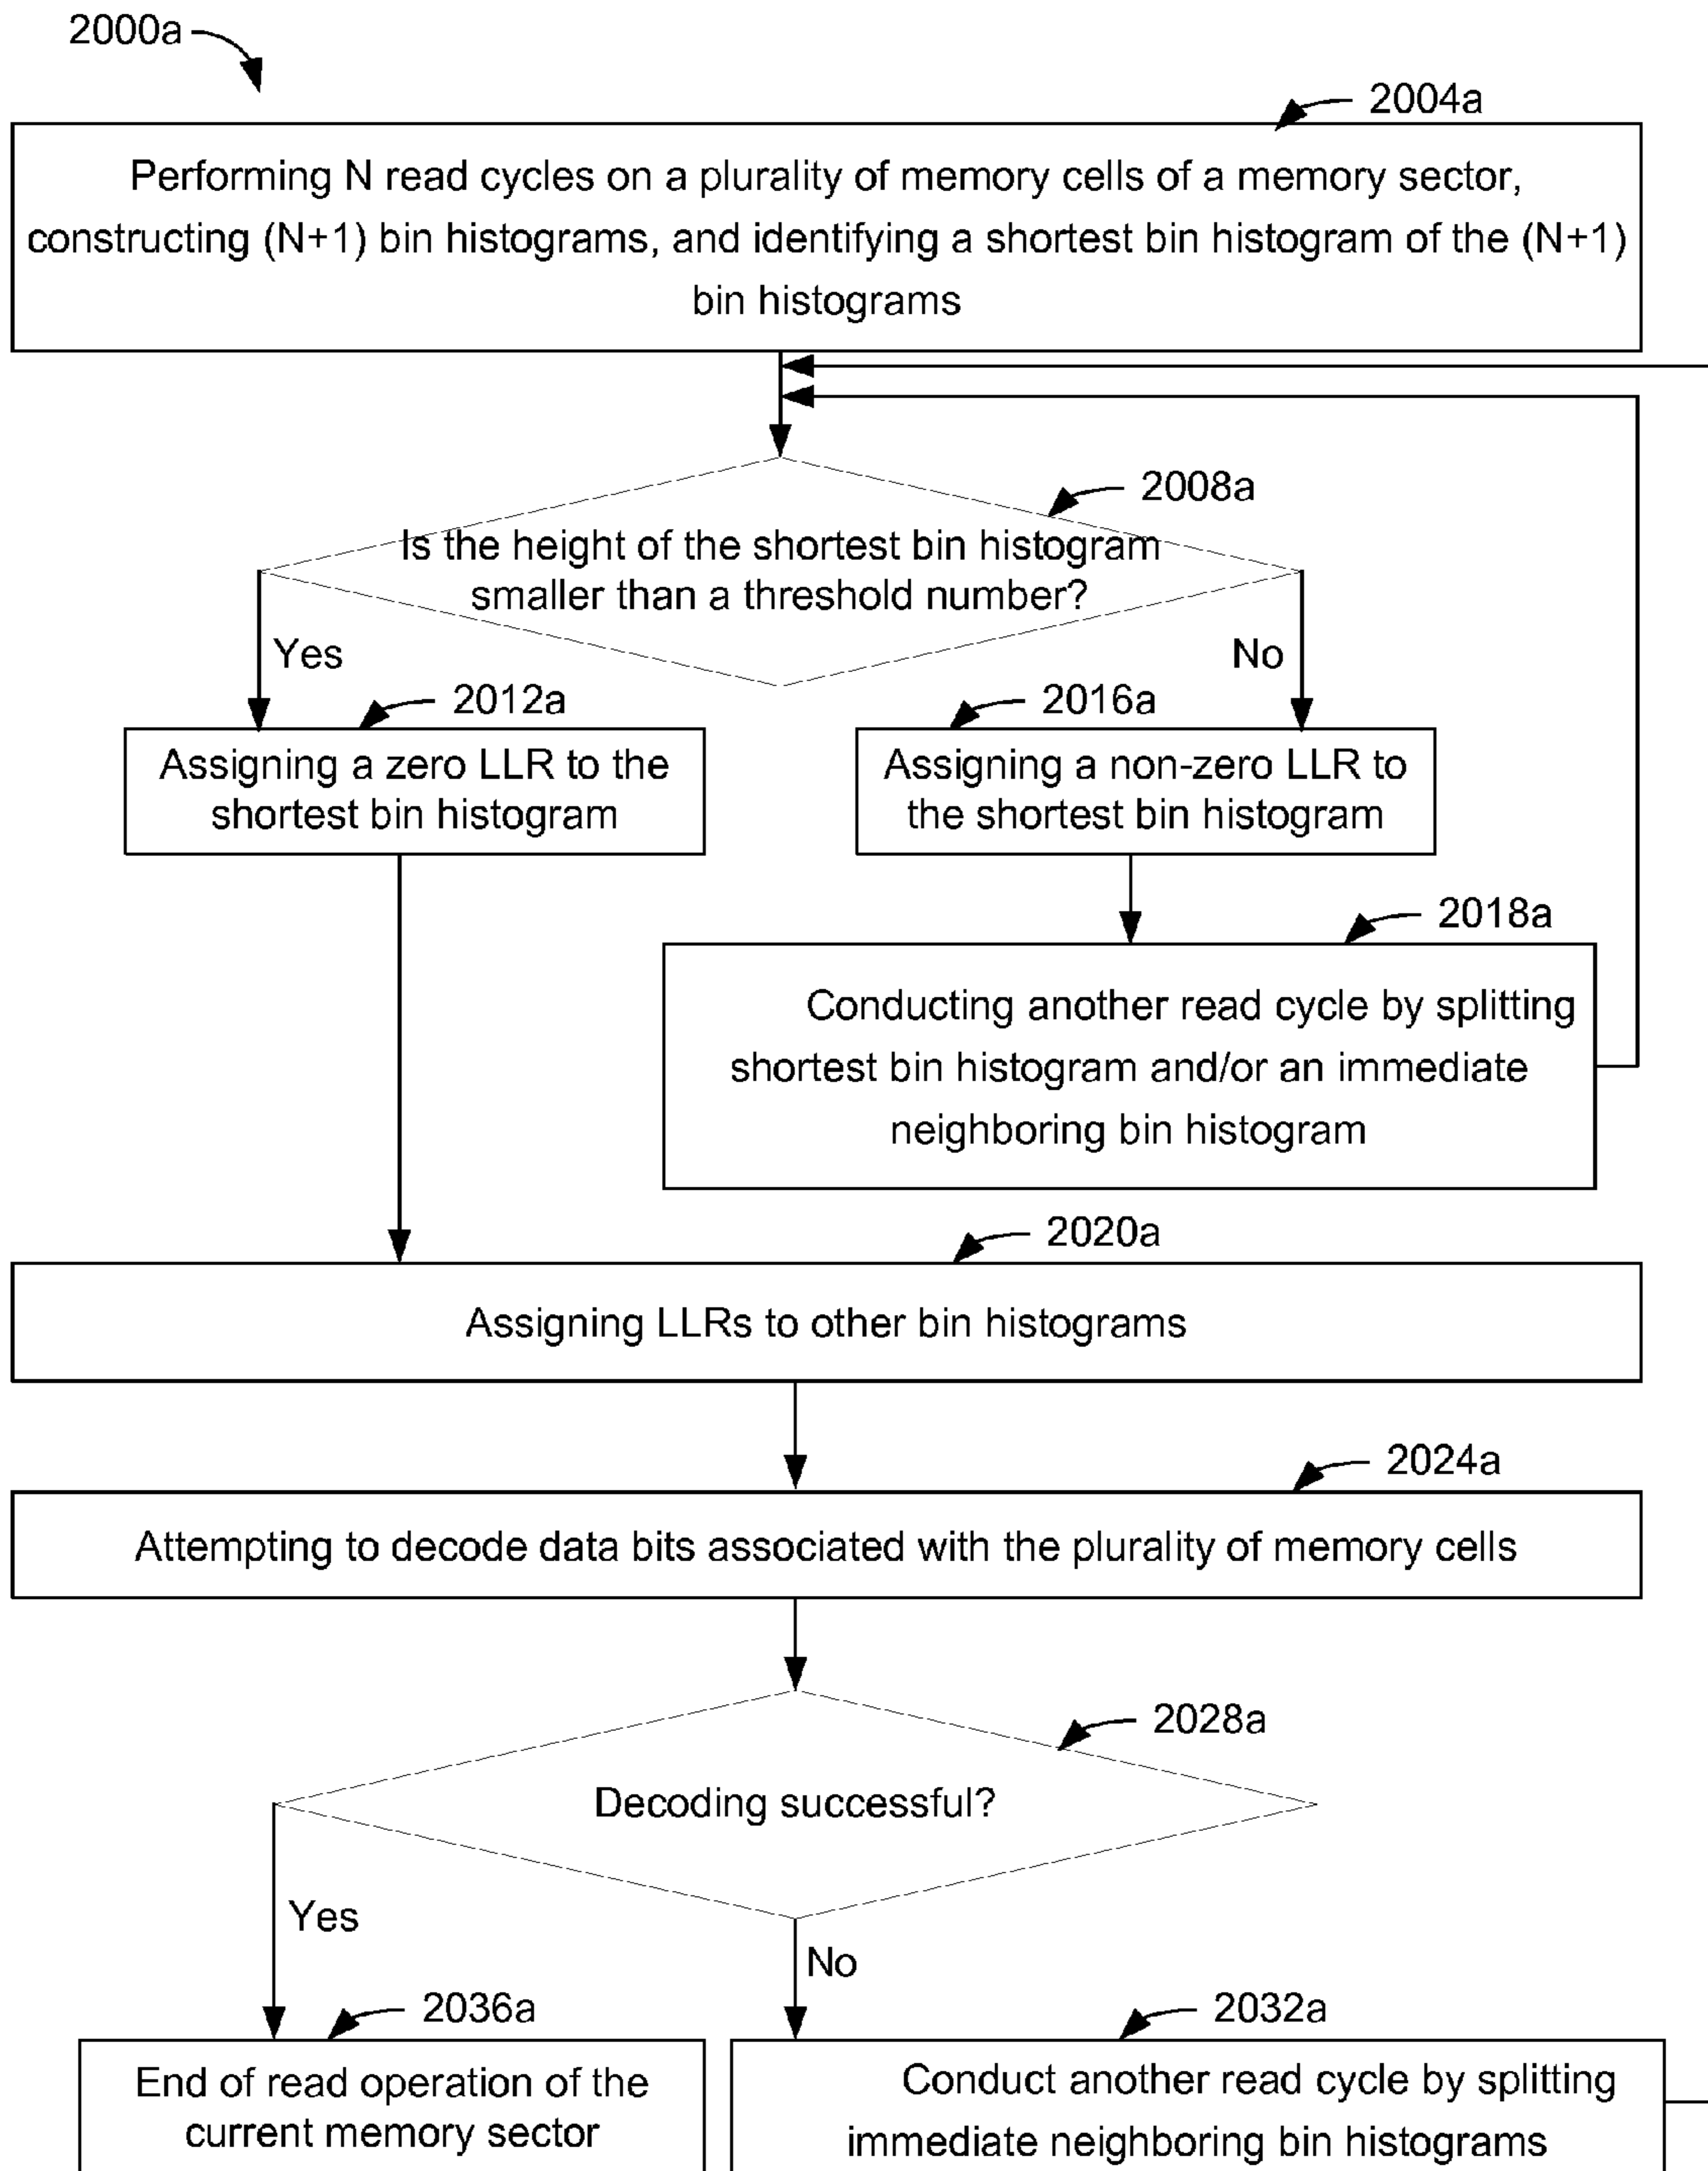 2000a
2004a
Performing N read cycles on a plurality of memory cells of a memory sector,
constructing (N+1) bin histograms, and identifying a shortest bin histogram of the (N+1)
bin histograms
2008a
Is the height of the shortest bin histogram
smaller than a threshold number?
Yes
No
2012a
2016a
Assigning a zero LLR to the
shortest bin histogram
Assigning a non-zero LLR to
the shortest bin histogram
2018a
Conducting another read cycle by splitting
shortest bin histogram and/or an immediate
neighboring bin histogram
2020a
Assigning LLRs to other bin histograms
2024a
Attempting to decode data bits associated with the plurality of memory cells
2028a
Decoding successful?
Yes
No
2036a
2032a
End of read operation of the
current memory sector
Conduct another read cycle by splitting
immediate neighboring bin histograms